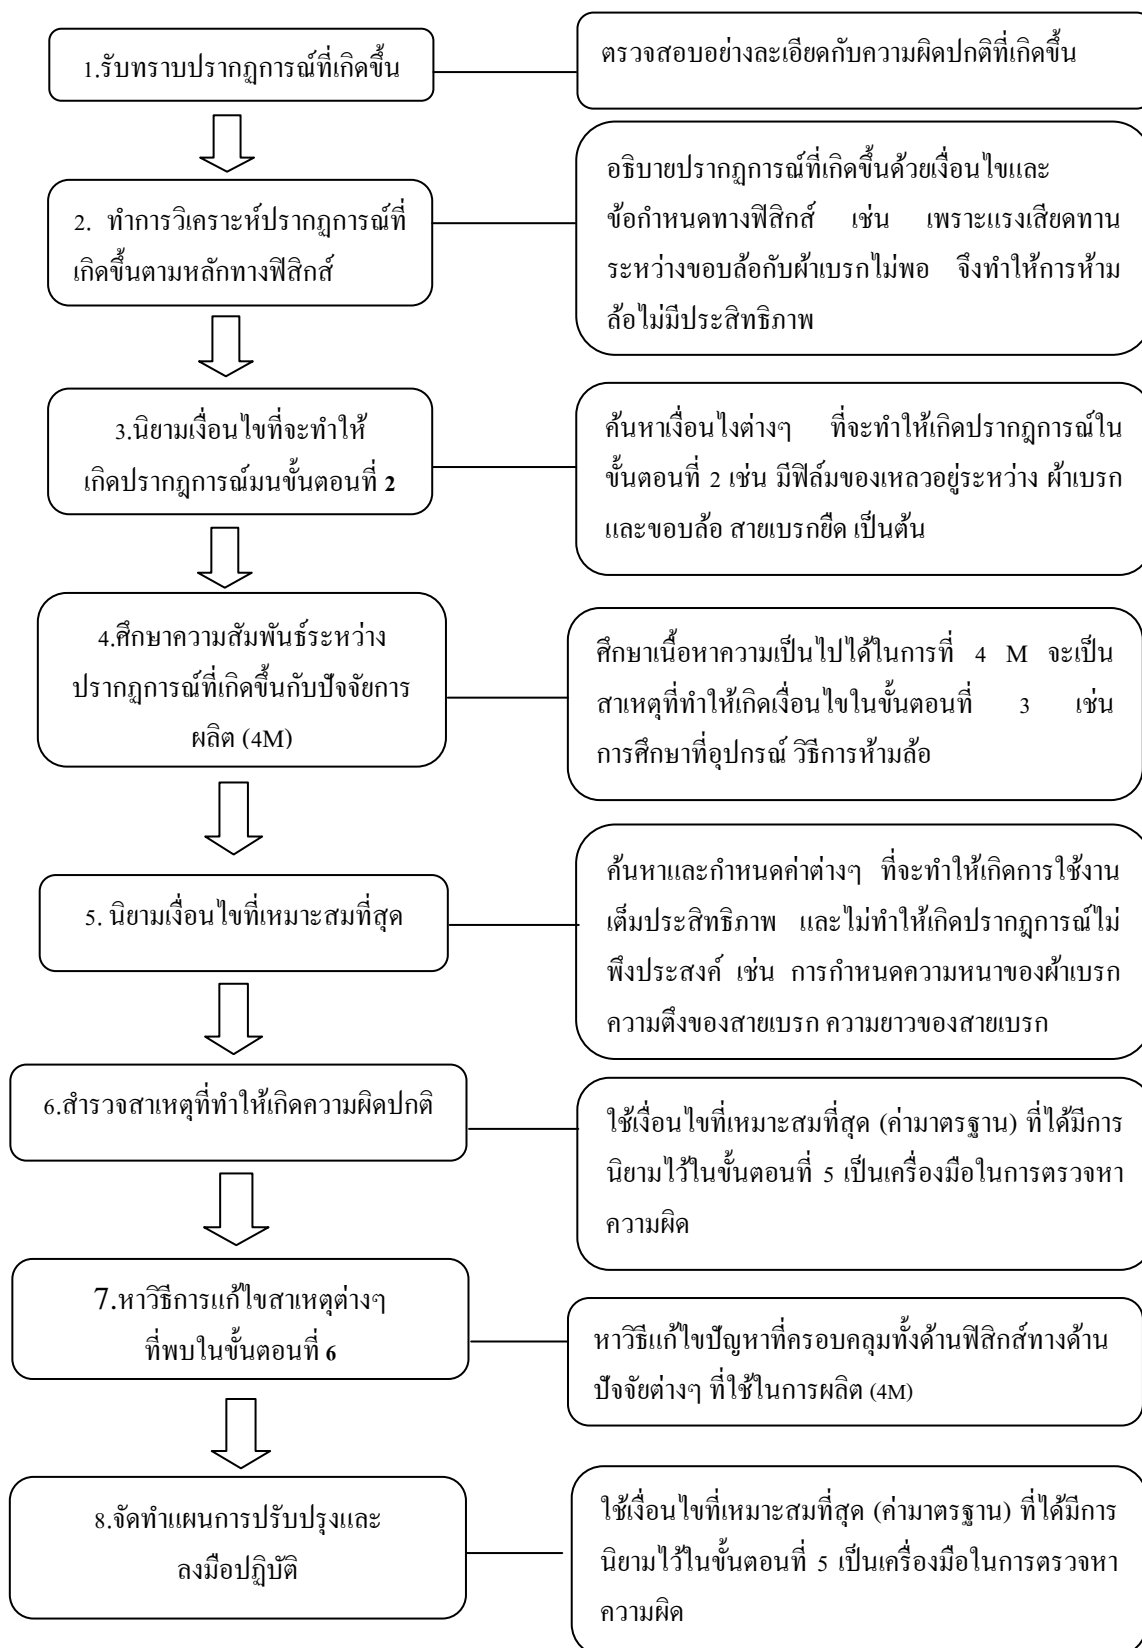 1.รับทราบปรากฏการณ์ที่เกิดขึ้น
ตรวจสอบอย่างละเอียดกับความผิดปกติที่เกิดขึ้น
2. ทำการวิเคราะห์ปรากฏการณ์ที่
เกิดขึ้นตามหลักทางฟิสิกส์
อธิบายปรากฏการณ์ที่เกิดขึ้นด้วยเงื่อนไขและ
ข้อกำหนดทางฟิสิกส์ เช่น เพราะแรงเสียดทาน
ระหว่างขอบล้อกับผ้าเบรกไม่พอ จึงทำให้การห้าม
ล้อไม่มีประสิทธิภาพ
3.นิยามเงื่อนไขที่จะทำให้
เกิดปรากฎการณ์มนขั้นตอนที่ 2
ค้นหาเงื่อนไงต่างๆ ที่จะทำให้เกิดปรากฎการณ์ใน
ขั้นตอนที่ 2 เช่น มีฟิล์มของเหลวอยู่ระหว่าง ผ้าเบรก
และขอบล้อ สายเบรกยืด เป็นต้น
4.ศึกษาความสัมพันธ์ระหว่าง
ปรากฏการณ์ที่เกิดขึ้นกับปัจจัยการ
ผลิต (4M)
ศึกษาเนื้อหาความเป็นไปได้ในการที่ 4 M จะเป็น
สาเหตุที่ทำให้เกิดเงื่อนไขในขั้นตอนที่ 3 เช่น
การศึกษาที่อุปกรณ์ วิธีการห้ามล้อ
5. นิยามเงื่อนไขที่เหมาะสมที่สุด
ค้นหาและกำหนดค่าต่างๆ ที่จะทำให้เกิดการใช้งาน
เต็มประสิทธิภาพ และไม่ทำให้เกิดปรากฎการณ์ไม่
พึงประสงค์ เช่น การกำหนดความหนาของผ้าเบรก
ความตึงของสายเบรก ความยาวของสายเบรก
6.สำรวจสาเหตุที่ทำให้เกิดความผิดปกติ
ใช้เงื่อนไขที่เหมาะสมที่สุด (ค่ามาตรฐาน) ที่ได้มีการ
นิยามไว้ในขั้นตอนที่ 5 เป็นเครื่องมือในการตรวจหา
ความผิด
7.หาวิธีการแก้ไขสาเหตุต่างๆ
ที่พบในขั้นตอนที่ 6
หาวิธีแก้ไขปัญหาที่ครอบคลุมทั้งด้านฟิสิกส์ทางด้าน
ปัจจัยต่างๆ ที่ใช้ในการผลิต (4M)
8.จัดทำแผนการปรับปรุงและ
ลงมือปฏิบัติ
ใช้เงื่อนไขที่เหมาะสมที่สุด (ค่ามาตรฐาน) ที่ได้มีการ
นิยามไว้ในขั้นตอนที่ 5 เป็นเครื่องมือในการตรวจหา
ความผิด